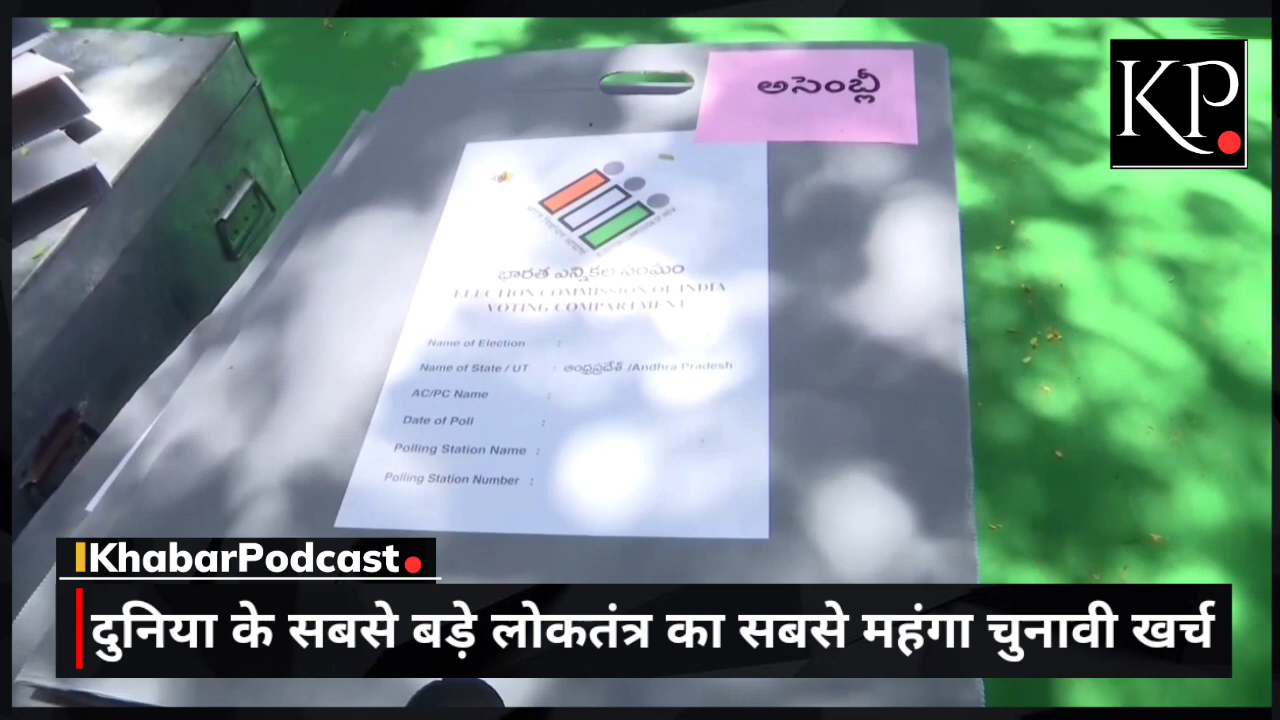 KP.
అసెంబ్లీ
భారత ఎన్నికల సంఘం
ELECTION COMMISSION OF INDIA
VOTING COMPARTMENT
Name of Election :
Name of State / UT : ఆంధ్రప్రదేశ్ /Andhra Pradesh
AC/PC Name :
Date of Poll :
Polling Station Name :
Polling Station Number :
KhabarPodcast.
दुनिया के सबसे बड़े लोकतंत्र का सबसे महंगा चुनावी खर्च